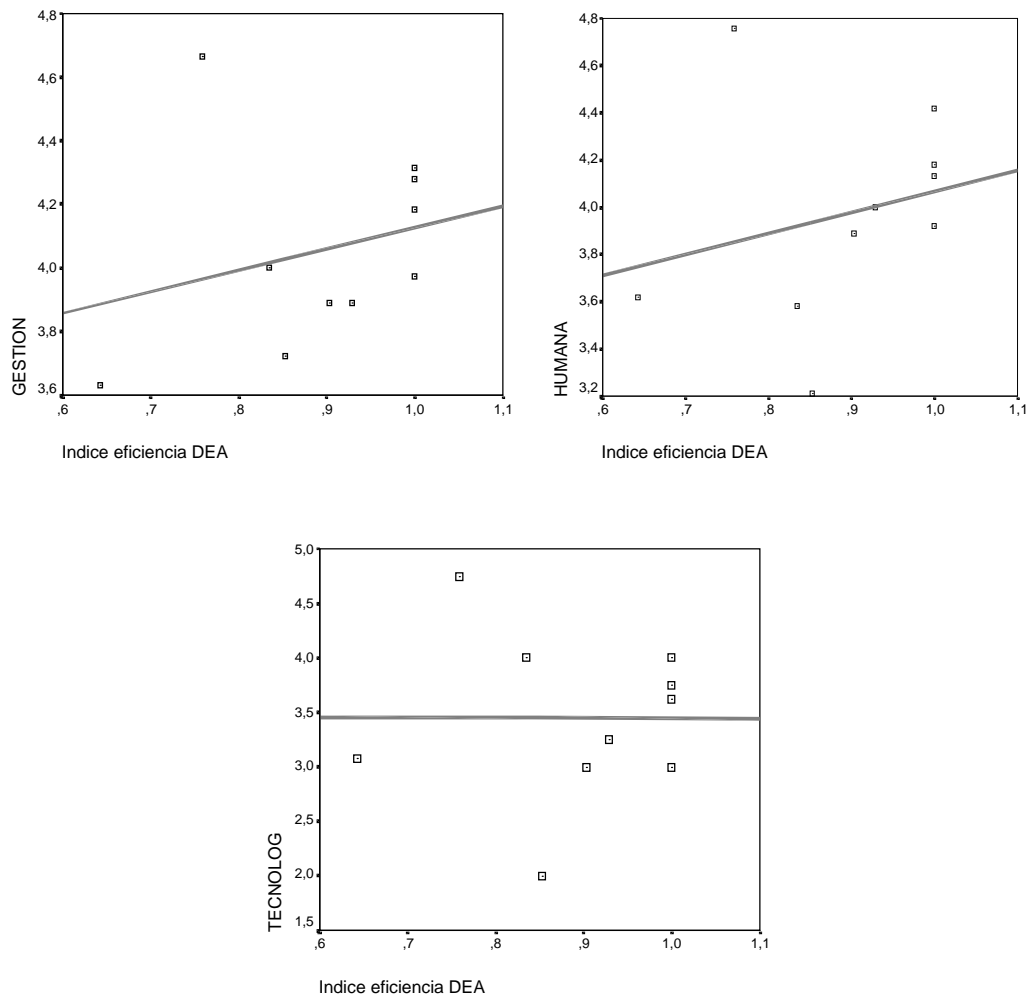 4,8
4,6
4,4
4,2
4,0
3,8
3,6
GESTION
,6 ,7 ,8 ,9 1,0 1,1
Indice eficiencia DEA
4,8
4,6
4,4
4,2
4,0
3,8
3,6
3,4
3,2
HUMANA
,6 ,7 ,8 ,9 1,0 1,1
Indice eficiencia DEA
5,0
4,5
4,0
3,5
3,0
2,5
2,0
1,5
TECNOLOG
,6 ,7 ,8 ,9 1,0 1,1
Indice eficiencia DEA